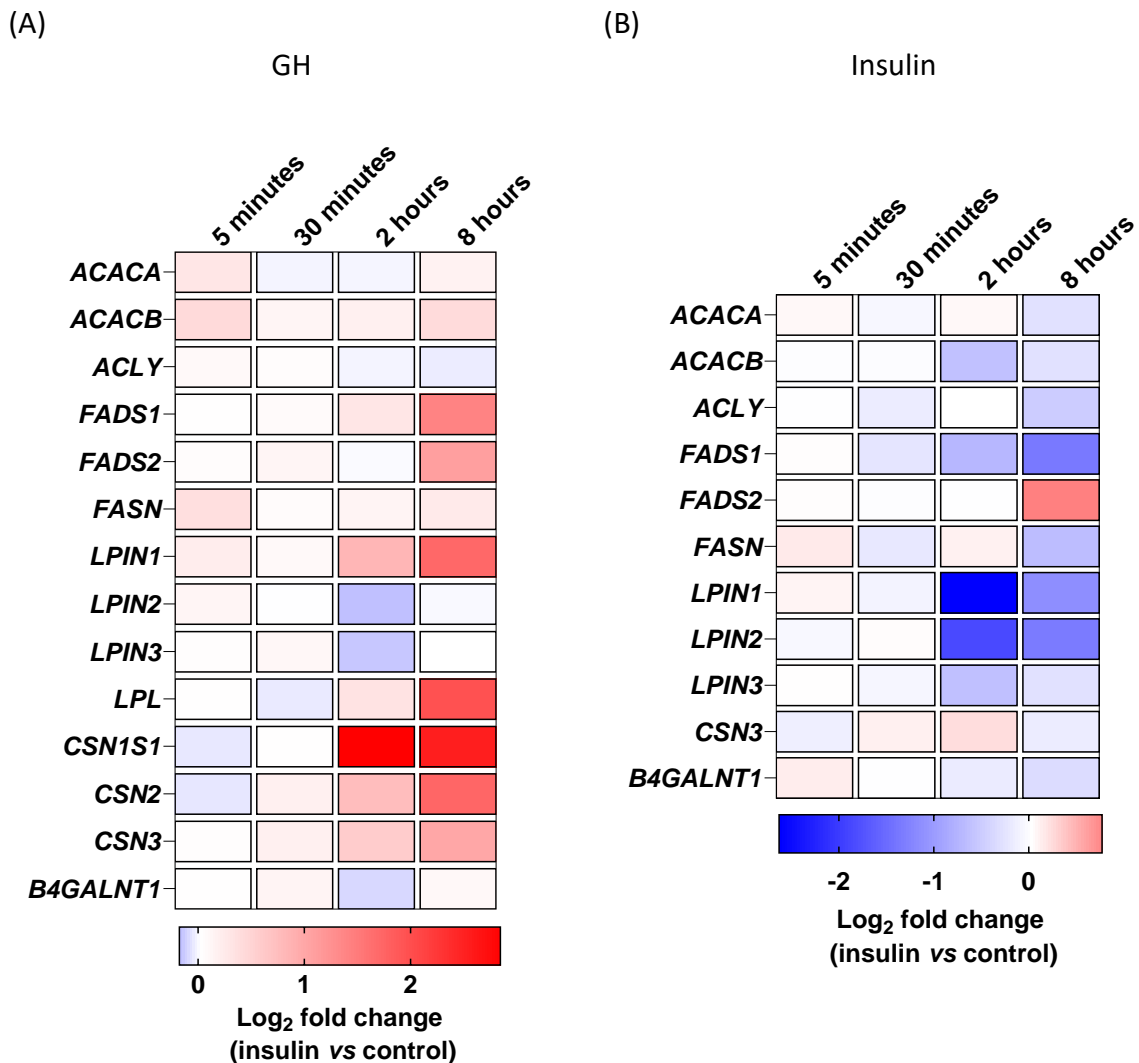 (A)
GH
5 minutes
30 minutes
2 hours
8 hours
ACACA
ACACB
ACLY
FADS1
FADS2
FASN
LPIN1
LPIN2
LPIN3
LPL
CSN1S1
CSN2
CSN3
B4GALNT1
0 1 2
Log₂ fold change
(insulin vs control)
(B)
Insulin
5 minutes
30 minutes
2 hours
8 hours
ACACA
ACACB
ACLY
FADS1
FADS2
FASN
LPIN1
LPIN2
LPIN3
CSN3
B4GALNT1
-2 -1 0
Log₂ fold change
(insulin vs control)